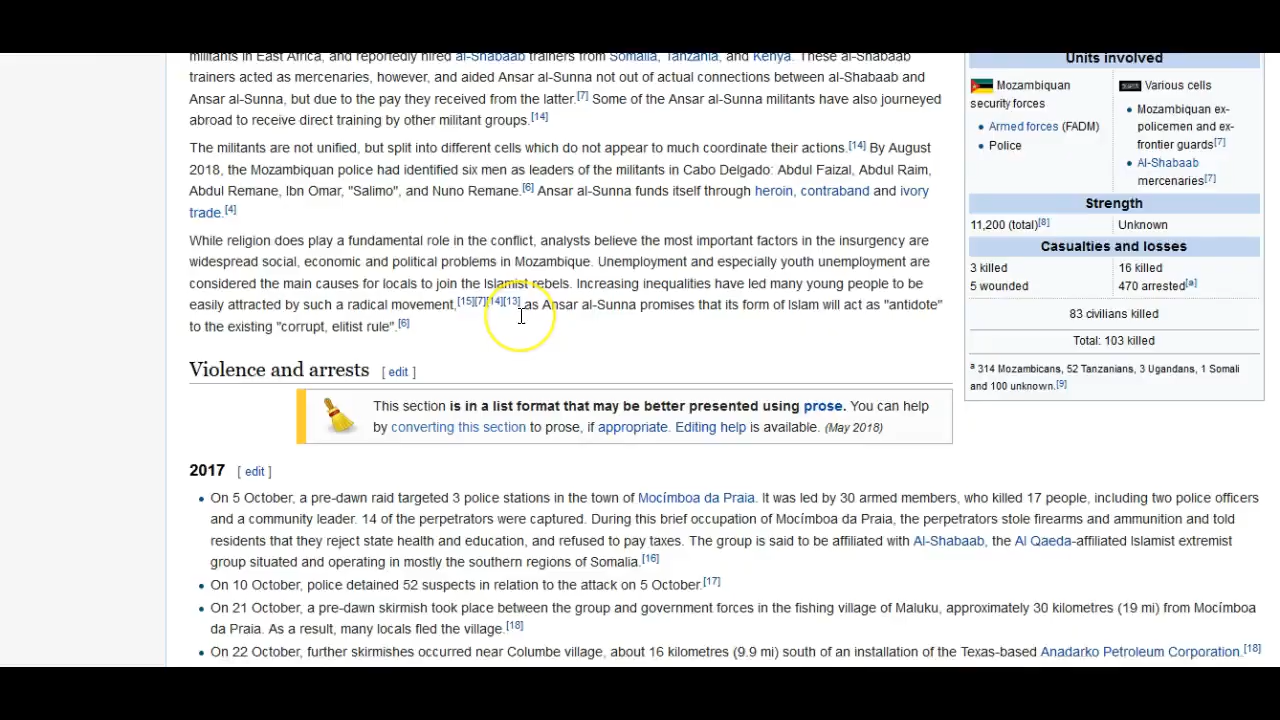 militants in East Africa, and reportedly hired al-Shabaab trainers from Somalia, Tanzania, and Kenya. These al-Shabaab
trainers acted as mercenaries, however, and aided Ansar al-Sunna not out of actual connections between al-Shabaab and
Ansar al-Sunna, but due to the pay they received from the latter.[7] Some of the Ansar al-Sunna militants have also journeyed
abroad to receive direct training by other militant groups.[14]
The militants are not unified, but split into different cells which do not appear to much coordinate their actions.[14] By August
2018, the Mozambican police had identified six men as leaders of the militants in Cabo Delgado: Abdul Faizal, Abdul Raim,
Abdul Remane, Ibn Omar, "Salimo", and Nuno Remane.[6] Ansar al-Sunna funds itself through heroin, contraband and ivory
trade.[4]
While religion does play a fundamental role in the conflict, analysts believe the most important factors in the insurgency are
widespread social, economic and political problems in Mozambique. Unemployment and especially youth unemployment are
considered the main causes for locals to join the Islamist rebels. Increasing inequalities have led many young people to be
easily attracted by such a radical movement,[15][7][14][13] as Ansar al-Sunna promises that its form of Islam will act as "antidote"
to the existing "corrupt, elitist rule".[6]
Violence and arrests [ edit ]
This section is in a list format that may be better presented using prose. You can help
by converting this section to prose, if appropriate. Editing help is available. (May 2018)
2017 [ edit ]
On 5 October, a pre-dawn raid targeted 3 police stations in the town of Mocímboa da Praia. It was led by 30 armed members, who killed 17 people, including two police officers
and a community leader. 14 of the perpetrators were captured. During this brief occupation of Mocímboa da Praia, the perpetrators stole firearms and ammunition and told
residents that they reject state health and education, and refused to pay taxes. The group is said to be affiliated with Al-Shabaab, the Al Qaeda-affiliated Islamist extremist
group situated and operating in mostly the southern regions of Somalia.[16]
On 10 October, police detained 52 suspects in relation to the attack on 5 October.[17]
On 21 October, a pre-dawn skirmish took place between the group and government forces in the fishing village of Maluku, approximately 30 kilometres (19 mi) from Mocímboa
da Praia. As a result, many locals fled the village.[18]
On 22 October, further skirmishes occurred near Columbe village, about 16 kilometres (9.9 mi) south of an installation of the Texas-based Anadarko Petroleum Corporation.[18]
Units involved
Mozambiquan
security forces
Armed forces (FADM)
Police
Various cells
Mozambiquan ex-
policemen and ex-
frontier guards[7]
Al-Shabaab
mercenaries[7]
Strength
11,200 (total)[8] Unknown
Casualties and losses
3 killed
5 wounded
16 killed
470 arrested[a]
83 civilians killed
Total: 103 killed
a 314 Mozambicans, 52 Tanzanians, 3 Ugandans, 1 Somali
and 100 unknown.[9]